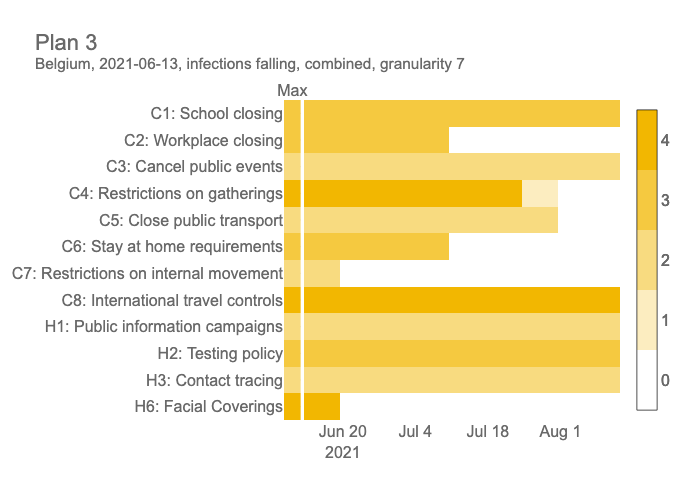 Plan 3
Belgium, 2021-06-13, infections falling, combined, granularity 7
Max
C1: School closing
C2: Workplace closing
C3: Cancel public events
C4: Restrictions on gatherings
C5: Close public transport
C6: Stay at home requirements
C7: Restrictions on internal movement
C8: International travel controls
H1: Public information campaigns
H2: Testing policy
H3: Contact tracing
H6: Facial Coverings
Jun 20 Jul 4 Jul 18 Aug 1
2021
4
3
2
1
0